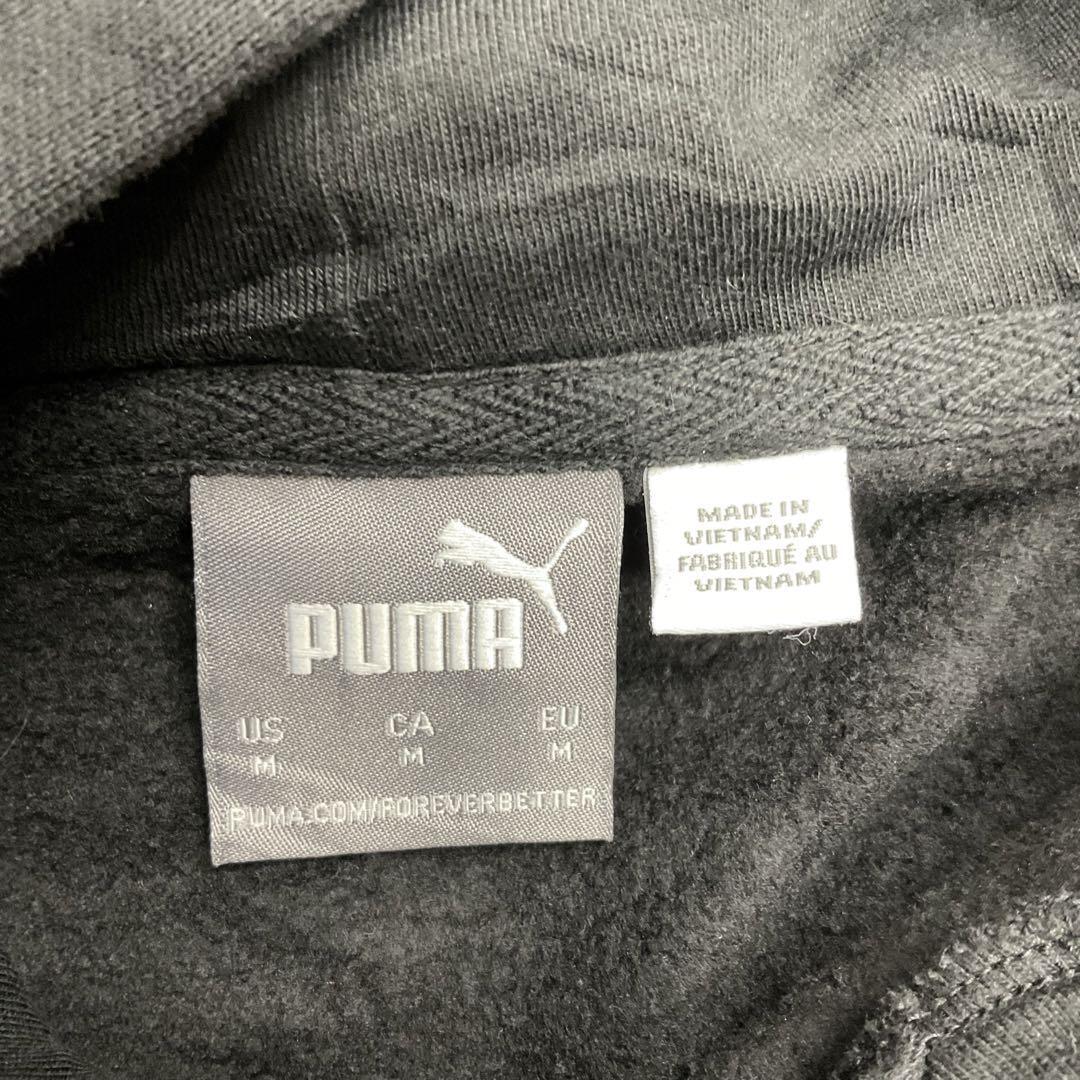 PUMA
US CA EU
M M M
PUMA.COM/FOREVERBETTER
MADE IN
VIETNAM/
FABRIQUÉ AU
VIETNAM